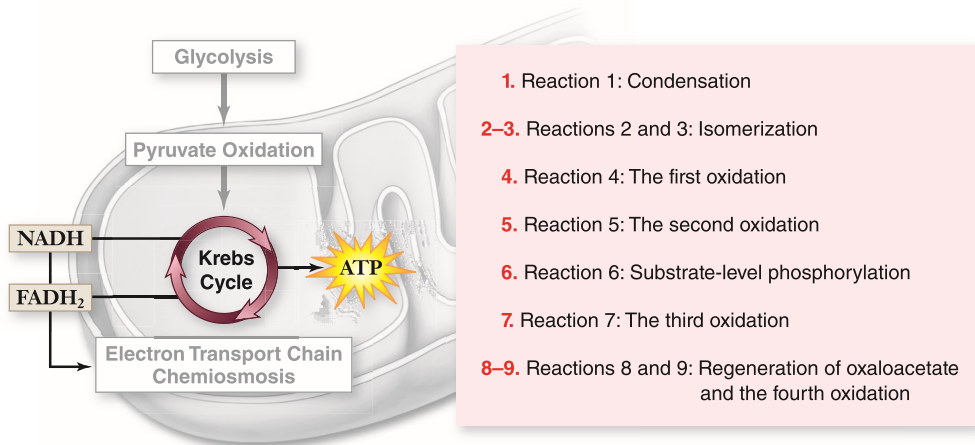 Glycolysis
Pyruvate Oxidation
NADH
FADH₂
Krebs
Cycle
ATP
Electron Transport Chain
Chemiosmosis
1. Reaction 1: Condensation
2–3. Reactions 2 and 3: Isomerization
4. Reaction 4: The first oxidation
5. Reaction 5: The second oxidation
6. Reaction 6: Substrate-level phosphorylation
7. Reaction 7: The third oxidation
8–9. Reactions 8 and 9: Regeneration of oxaloacetate
and the fourth oxidation